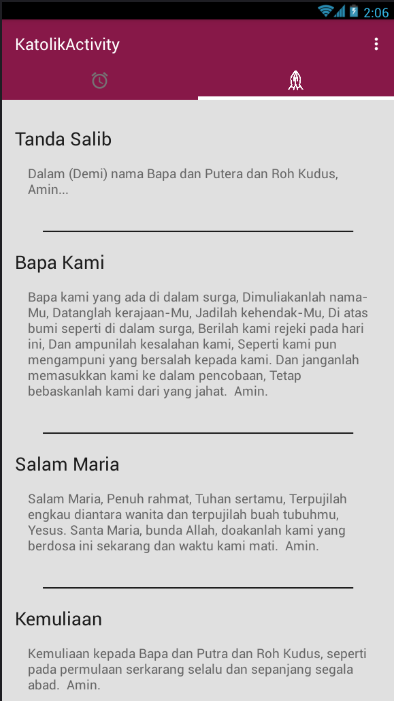 2:06
KatolikActivity
Tanda Salib
Dalam (Demi) nama Bapa dan Putera dan Roh Kudus,
Amin...
Bapa Kami
Bapa kami yang ada di dalam surga, Dimuliakanlah nama-
Mu, Datanglah kerajaan-Mu, Jadilah kehendak-Mu, Di atas
bumi seperti di dalam surga, Berilah kami rejeki pada hari
ini, Dan ampunilah kesalahan kami, Seperti kami pun
mengampuni yang bersalah kepada kami. Dan janganlah
memasukkan kami ke dalam pencobaan, Tetap
bebaskanlah kami dari yang jahat.  Amin.
Salam Maria
Salam Maria, Penuh rahmat, Tuhan sertamu, Terpujilah
engkau diantara wanita dan terpujilah buah tubuhmu,
Yesus. Santa Maria, bunda Allah, doakanlah kami yang
berdosa ini sekarang dan waktu kami mati.  Amin.
Kemuliaan
Kemuliaan kepada Bapa dan Putra dan Roh Kudus, seperti
pada permulaan serkarang selalu dan sepanjang segala
abad.  Amin.